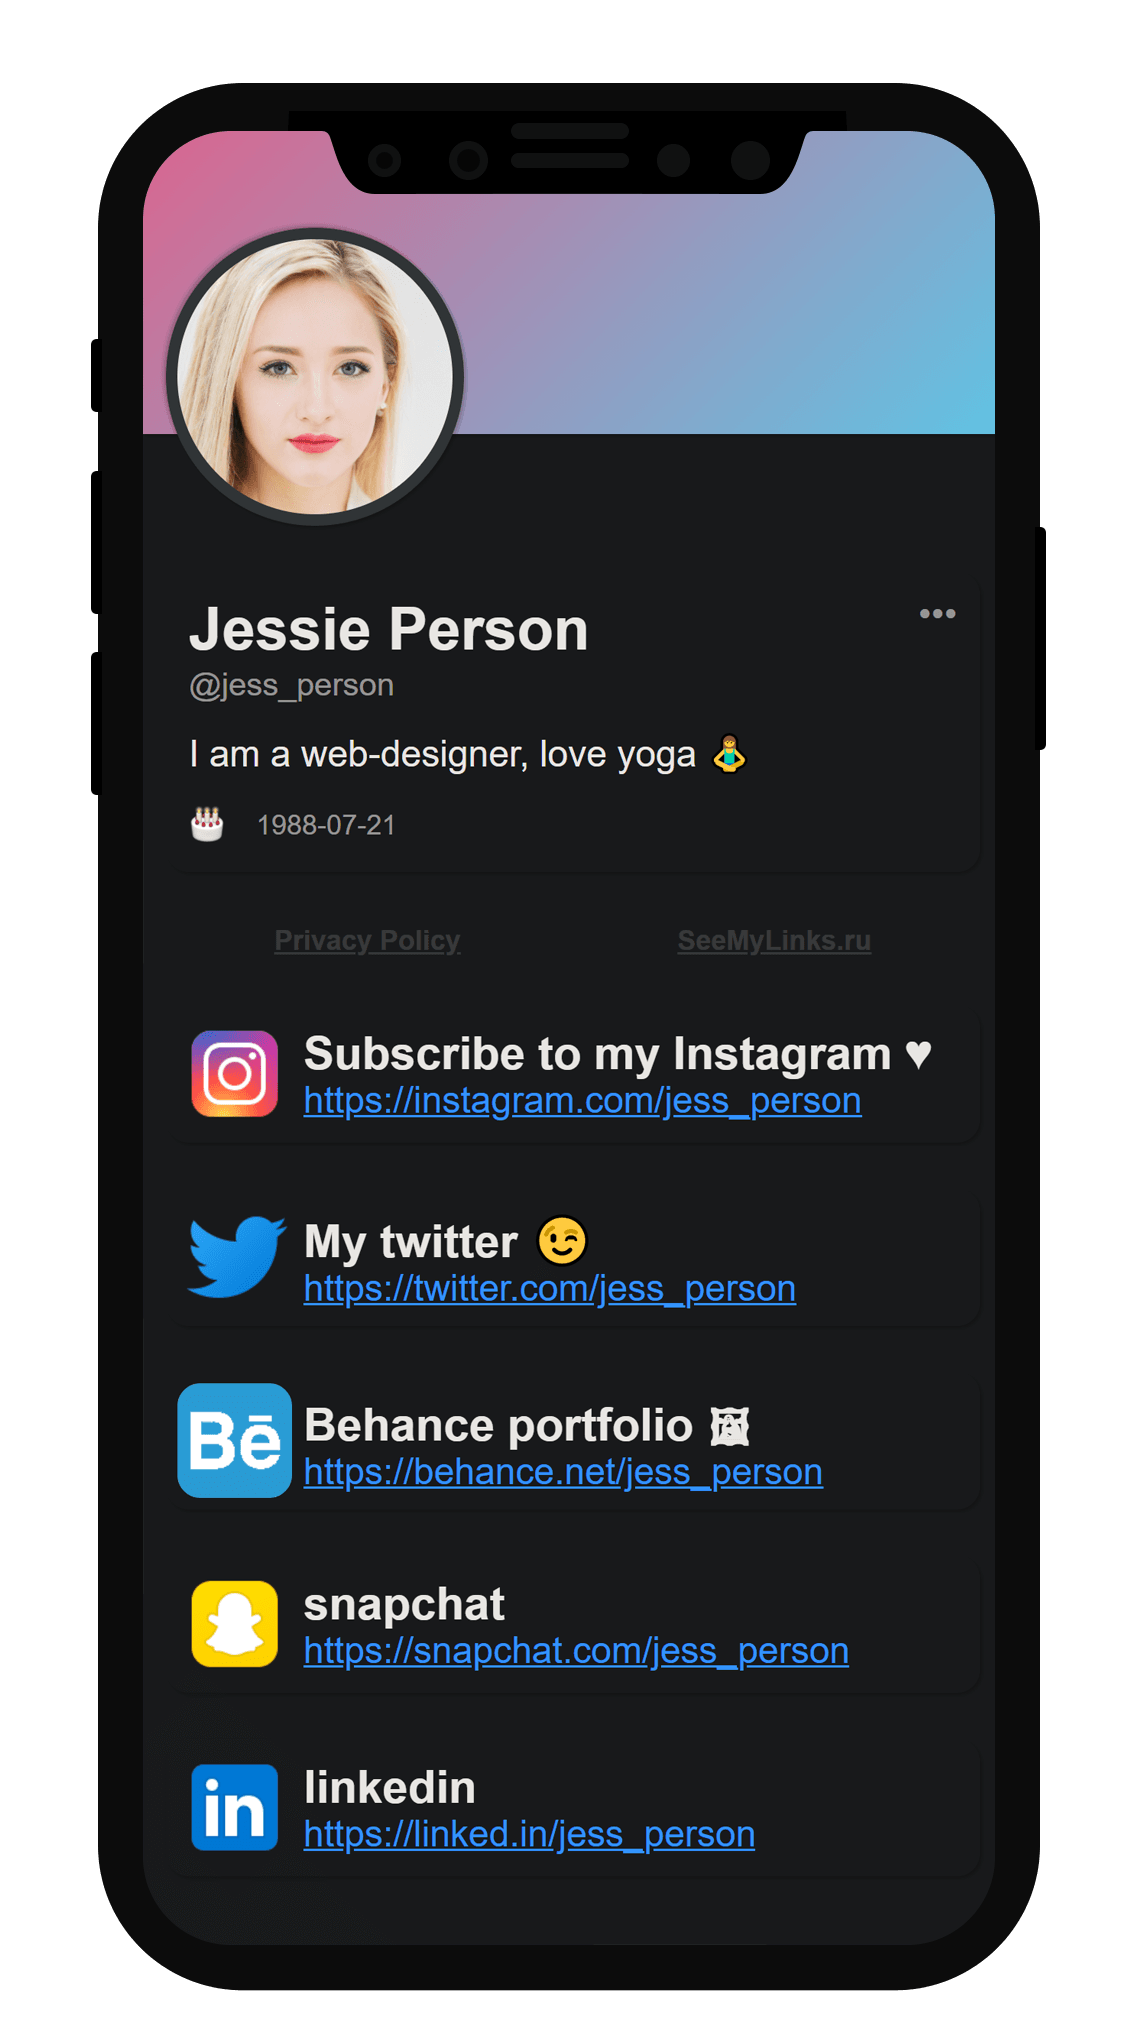 Jessie Person
@jess_person
I am a web-designer, love yoga 🧘‍♀️
🎂 1988-07-21
Privacy Policy SeeMyLinks.ru
Subscribe to my Instagram ♥
https://instagram.com/jess_person
My twitter 😉
https://twitter.com/jess_person
Bē
Behance portfolio 🖼
https://behance.net/jess_person
snapchat
https://snapchat.com/jess_person
in
linkedin
https://linked.in/jess_person